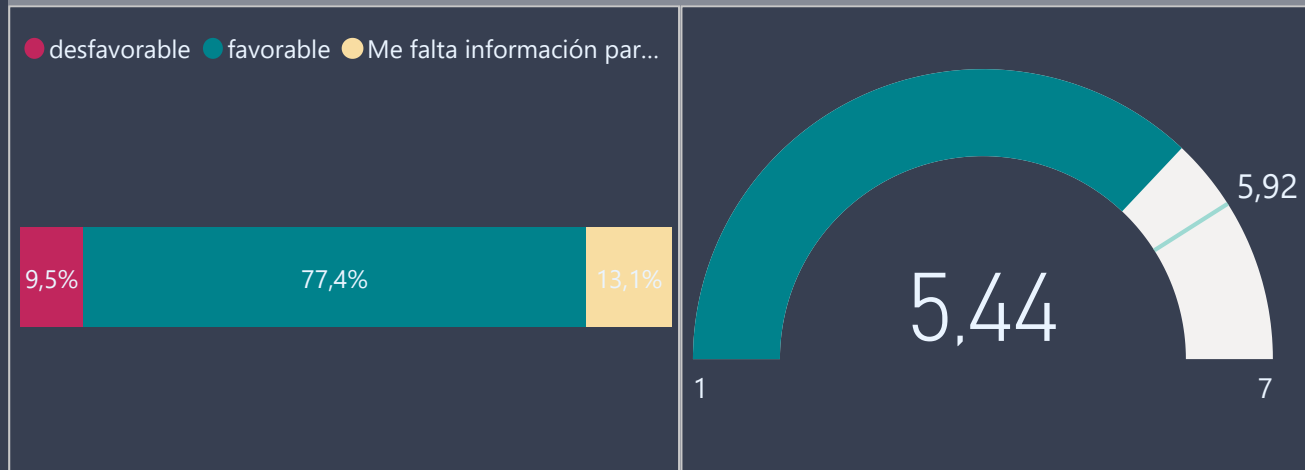 desfavorable favorable Me falta información par...
9,5% 77,4% 13,1%
5,92
5,44
1 7